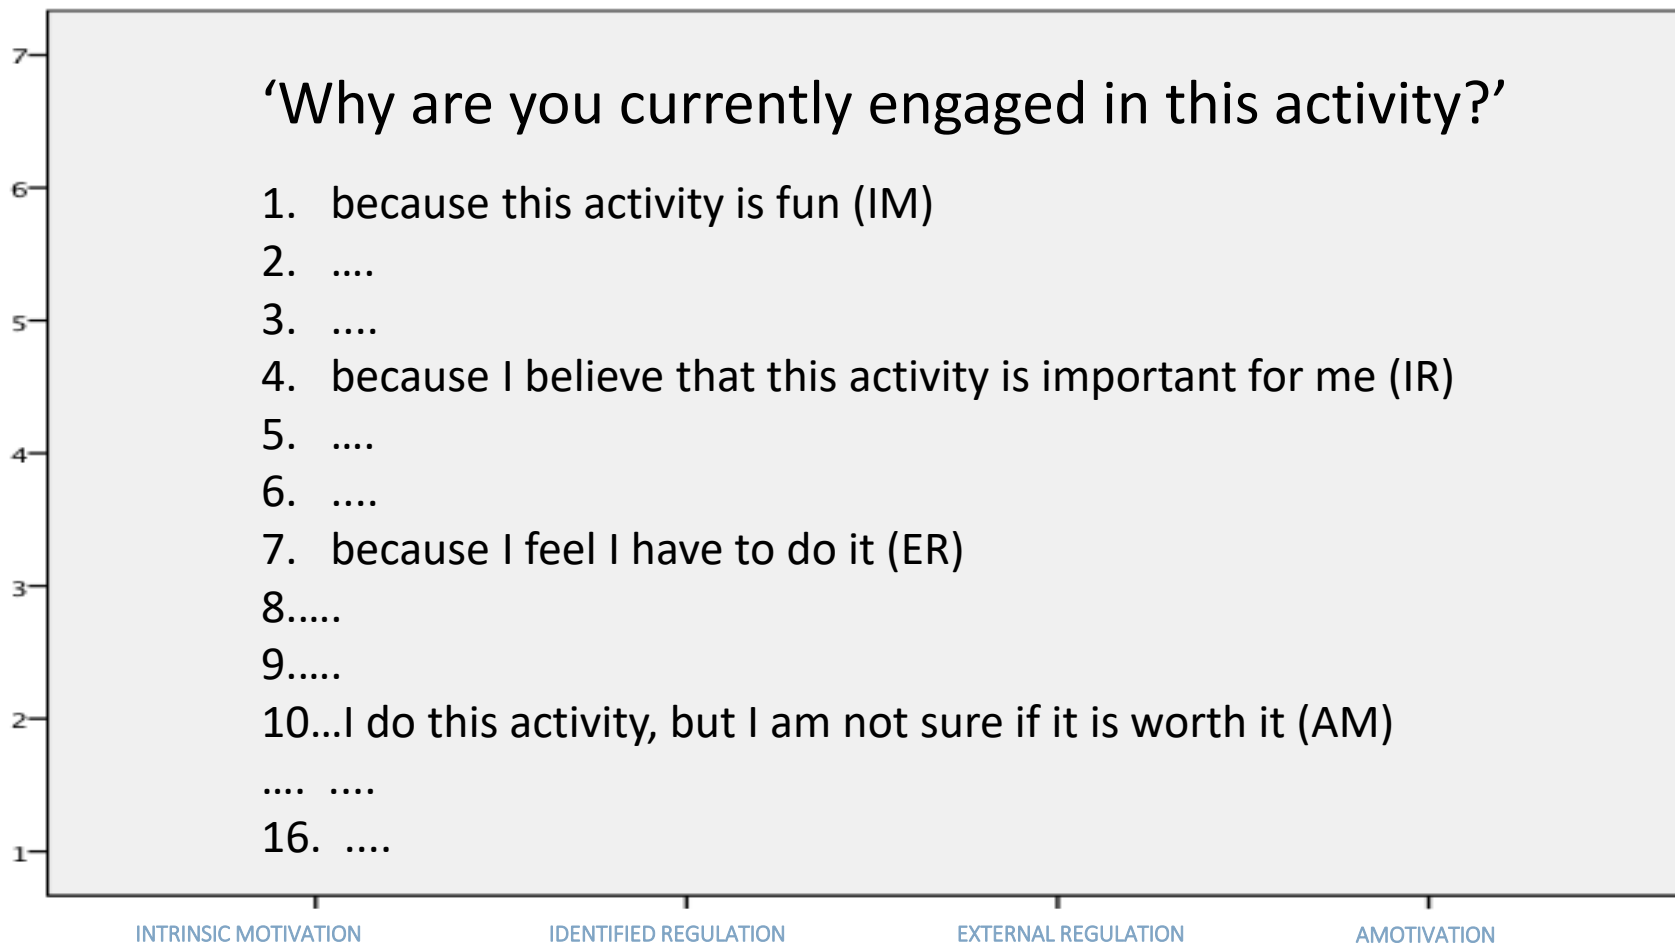 7
‘Why are you currently engaged in this activity?’
6
1. because this activity is fun (IM)
2. ....
5
3. ....
4. because I believe that this activity is important for me (IR)
5. ....
4
6. ....
7. because I feel I have to do it (ER)
3
8.....
9.....
2
10...I do this activity, but I am not sure if it is worth it (AM)
.... ....
16. ....
1
INTRINSIC MOTIVATION
IDENTIFIED REGULATION
EXTERNAL REGULATION
AMOTIVATION